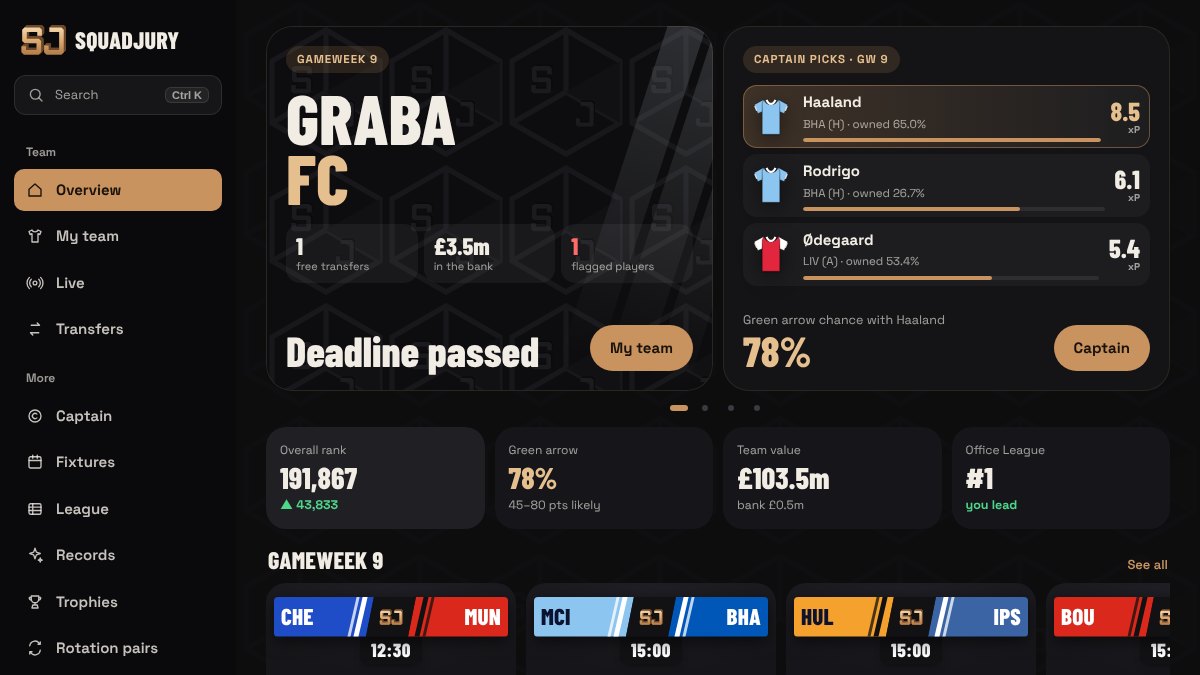 SJ SQUADJURY
Search Ctrl K
Team
Overview
My team
Live
Transfers
More
Captain
Fixtures
League
Records
Trophies
Rotation pairs
GAMEWEEK 9
GRABA
FC
1
free transfers
£3.5m
in the bank
1
flagged players
Deadline passed
My team
CAPTAIN PICKS · GW 9
Haaland
BHA (H) · owned 65.0%
8.5
xP
Rodrigo
BHA (H) · owned 26.7%
6.1
xP
Ødegaard
LIV (A) · owned 53.4%
5.4
xP
Green arrow chance with Haaland
78%
Captain
Overall rank
191,867
▲ 43,833
Green arrow
78%
45–80 pts likely
Team value
£103.5m
bank £0.5m
Office League
#1
you lead
GAMEWEEK 9
See all
CHE SJ MUN
12:30
MCI SJ BHA
15:00
HUL SJ IPS
15:00
BOU S
15: